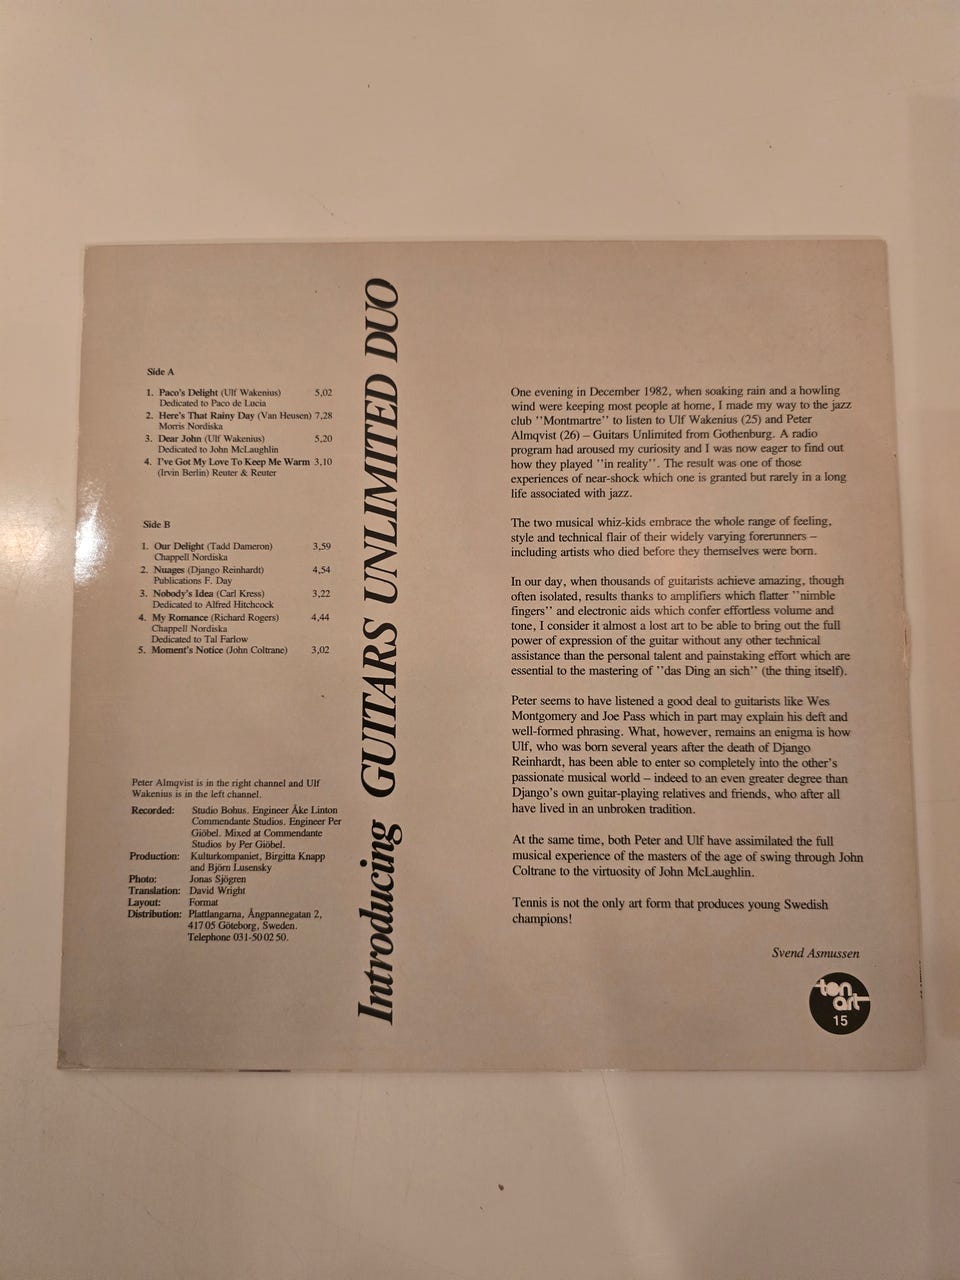 Side A
1. Paco's Delight (Ulf Wakenius) 5,02
Dedicated to Paco de Lucia
2. Here's That Rainy Day (Van Heusen) 7,28
Morris Nordiska
3. Dear John (Ulf Wakenius) 5,20
Dedicated to John McLaughlin
4. I've Got My Love To Keep Me Warm 3,10
(Irvin Berlin) Reuter & Reuter
Side B
1. Our Delight (Tadd Dameron) 3,59
Chappell Nordiska
2. Nuages (Django Reinhardt) 4,54
Publications F. Day
3. Nobody's Idea (Carl Kress) 3,22
Dedicated to Alfred Hitchcock
4. My Romance (Richard Rogers) 4,44
Chappell Nordiska
Dedicated to Tal Farlow
5. Moment's Notice (John Coltrane) 3,02
Peter Almqvist is in the right channel and Ulf
Wakenius is in the left channel.
Recorded: Studio Bohus. Engineer Åke Linton
Commendante Studios. Engineer Per
Giöbel. Mixed at Commendante
Studios by Per Giöbel.
Production: Kulturkompaniet, Birgitta Knapp
and Björn Lusensky
Photo: Jonas Sjögren
Translation: David Wright
Layout: Format
Distribution: Plattlangarna, Ångpannegatan 2,
417 05 Göteborg, Sweden.
Telephone 031-50 02 50.
Introducing GUITARS UNLIMITED DUO
One evening in December 1982, when soaking rain and a howling
wind were keeping most people at home, I made my way to the jazz
club "Montmartre" to listen to Ulf Wakenius (25) and Peter
Almqvist (26) – Guitars Unlimited from Gothenburg. A radio
program had aroused my curiosity and I was now eager to find out
how they played "in reality". The result was one of those
experiences of near-shock which one is granted but rarely in a long
life associated with jazz.
The two musical whiz-kids embrace the whole range of feeling,
style and technical flair of their widely varying forerunners –
including artists who died before they themselves were born.
In our day, when thousands of guitarists achieve amazing, though
often isolated, results thanks to amplifiers which flatter "nimble
fingers" and electronic aids which confer effortless volume and
tone, I consider it almost a lost art to be able to bring out the full
power of expression of the guitar without any other technical
assistance than the personal talent and painstaking effort which are
essential to the mastering of "das Ding an sich" (the thing itself).
Peter seems to have listened a good deal to guitarists like Wes
Montgomery and Joe Pass which in part may explain his deft and
well-formed phrasing. What, however, remains an enigma is how
Ulf, who was born several years after the death of Django
Reinhardt, has been able to enter so completely into the other's
passionate musical world – indeed to an even greater degree than
Django's own guitar-playing relatives and friends, who after all
have lived in an unbroken tradition.
At the same time, both Peter and Ulf have assimilated the full
musical experience of the masters of the age of swing through John
Coltrane to the virtuosity of John McLaughlin.
Tennis is not the only art form that produces young Swedish
champions!
Svend Asmussen
ton
art
15